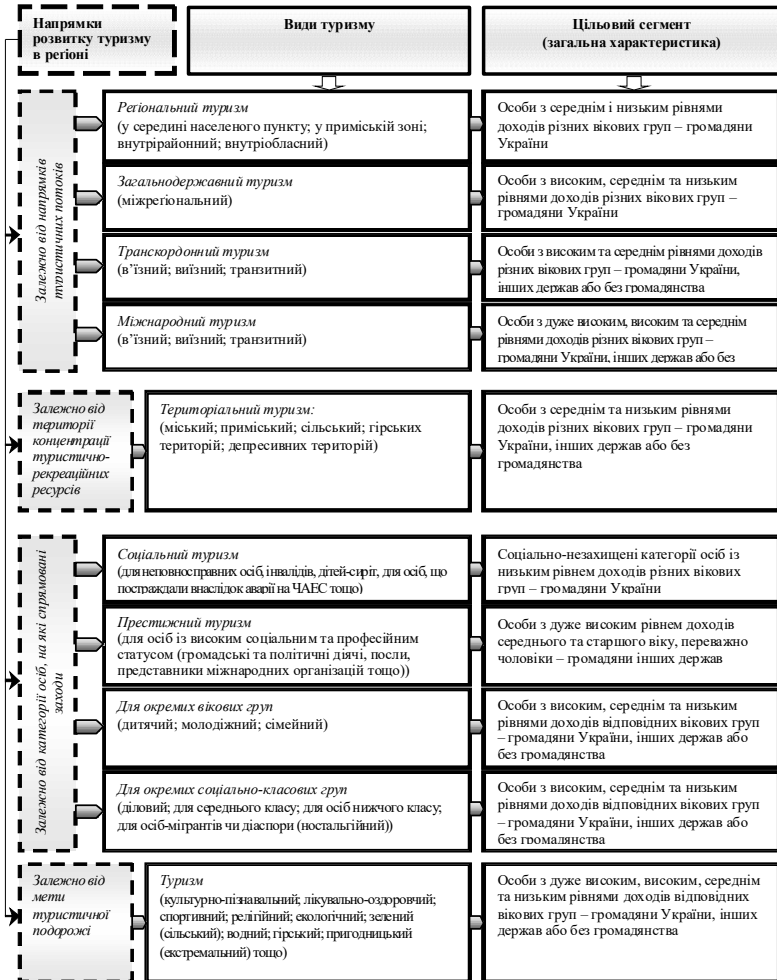 Напрямки
розвитку туризму
в регіоні
Види туризму
Цільовий сегмент
(загальна характеристика)
Залежно від напрямків
туристичних потоків
Регіональний туризм
(у середині населеного пункту; у приміській зоні;
внутрірайонний; внутріобласний)
Особи з середнім і низьким рівнями
доходів різних вікових груп – громадяни
України
Загальнодержавний туризм
(міжрегіональний)
Особи з високим, середнім та низьким
рівнями доходів різних вікових груп –
громадяни України
Транскордонний туризм
(в’їзний; виїзний; транзитний)
Особи з високим та середнім рівнями доходів
різних вікових груп – громадяни України,
інших держав або без громадянства
Міжнародний туризм
(в’їзний; виїзний; транзитний)
Особи з дуже високим, високим та середнім
рівнями доходів різних вікових груп –
громадяни України, інших держав або без
Залежно від
території
концентрації
туристично-
рекреаційних
ресурсів
Територіальний туризм:
(міський; приміський; сільський; гірських
територій; депресивних територій)
Особи з середнім та низьким рівнями
доходів різних вікових груп – громадяни
України, інших держав або без
громадянства
Залежно від категорії осіб, на які спрямовані
заходи
Соціальний туризм
(для неповносправних осіб, інвалідів, дітей-сиріт, для осіб, що
постраждали внаслідок аварії на ЧАЕС тощо)
Соціально-незахищені категорії осіб із
низьким рівнем доходів різних вікових
груп – громадяни України
Престижний туризм
(для осіб із високим соціальним та професійним
статусом (громадські та політичні діячі, посли,
представники міжнародних організацій тощо))
Особи з дуже високим рівнем доходів
середнього та старшого віку, переважно
чоловіки – громадяни інших держав
Для окремих вікових груп
(дитячий; молодіжний; сімейний)
Особи з високим, середнім та низьким
рівнями доходів відповідних вікових груп
– громадяни України, інших держав або
без громадянства
Для окремих соціально-класових груп
(діловий; для середнього класу; для осіб нижчого класу;
для осіб-мігрантів чи діаспори (ностальгійний))
Особи з високим, середнім та низьким
рівнями доходів відповідних вікових груп
– громадяни України, інших держав або
без громадянства
Залежно від
мети
туристичної
подорожі
Туризм
(культурно-пізнавальний; лікувально-оздоровчий;
спортивний; релігійний; екологічний; зелений
(сільський); водний; гірський; пригодницький
(екстремальний) тощо)
Особи з дуже високим, високим, середнім
та низьким рівнями доходів відповідних
вікових груп – громадяни України, інших
держав або без громадянства